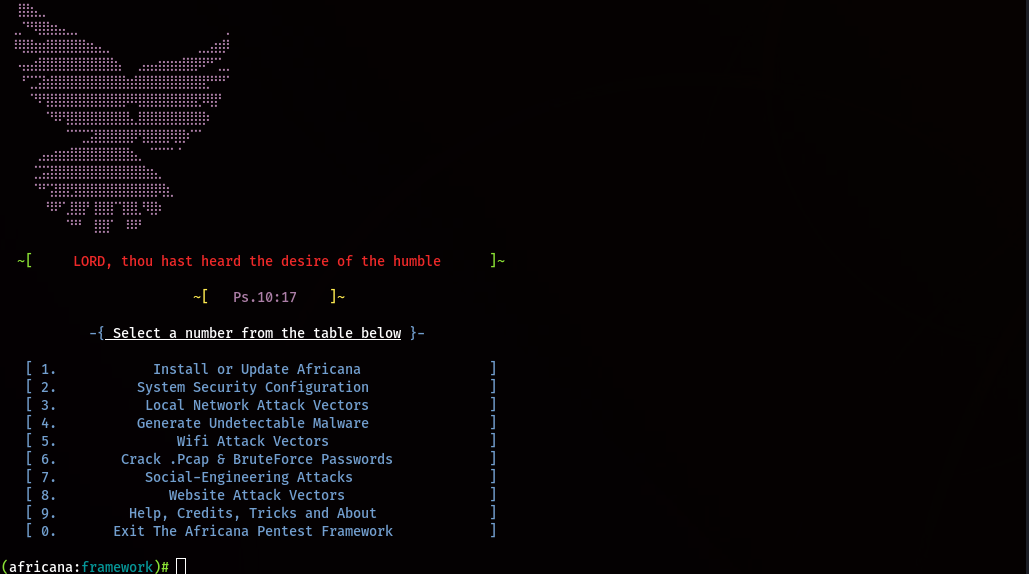 ~[ LORD, thou hast heard the desire of the humble ]~
~[ Ps.10:17 ]~
-{ Select a number from the table below }-
[ 1. Install or Update Africana ]
[ 2. System Security Configuration ]
[ 3. Local Network Attack Vectors ]
[ 4. Generate Undetectable Malware ]
[ 5. Wifi Attack Vectors ]
[ 6. Crack .Pcap & BruteForce Passwords ]
[ 7. Social-Engineering Attacks ]
[ 8. Website Attack Vectors ]
[ 9. Help, Credits, Tricks and About ]
[ 0. Exit The Africana Pentest Framework ]
(africana:framework)#